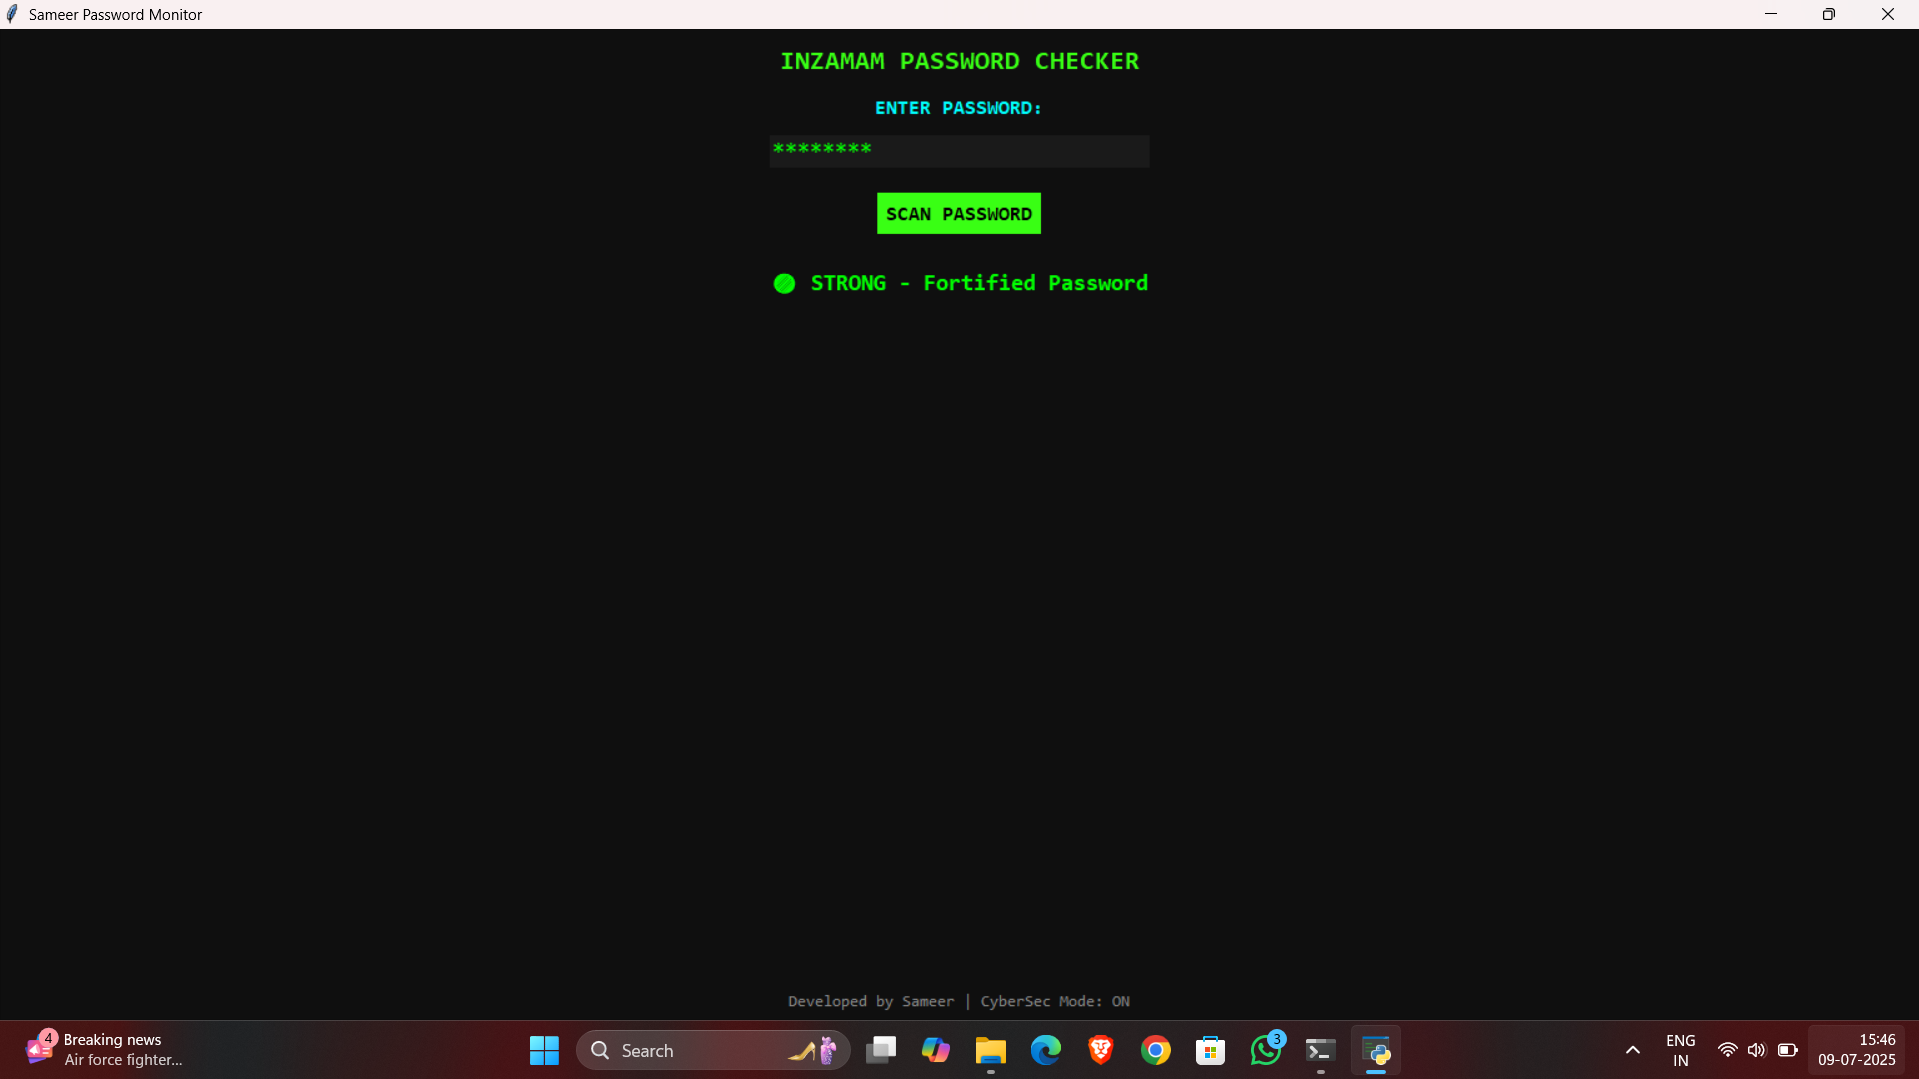 Sameer Password Monitor
INZAMAM PASSWORD CHECKER
ENTER PASSWORD:
********
SCAN PASSWORD
STRONG - Fortified Password
Developed by Sameer | CyberSec Mode: ON
4
Breaking news
Air force fighter...
Search
3
ENG
IN
15:46
09-07-2025